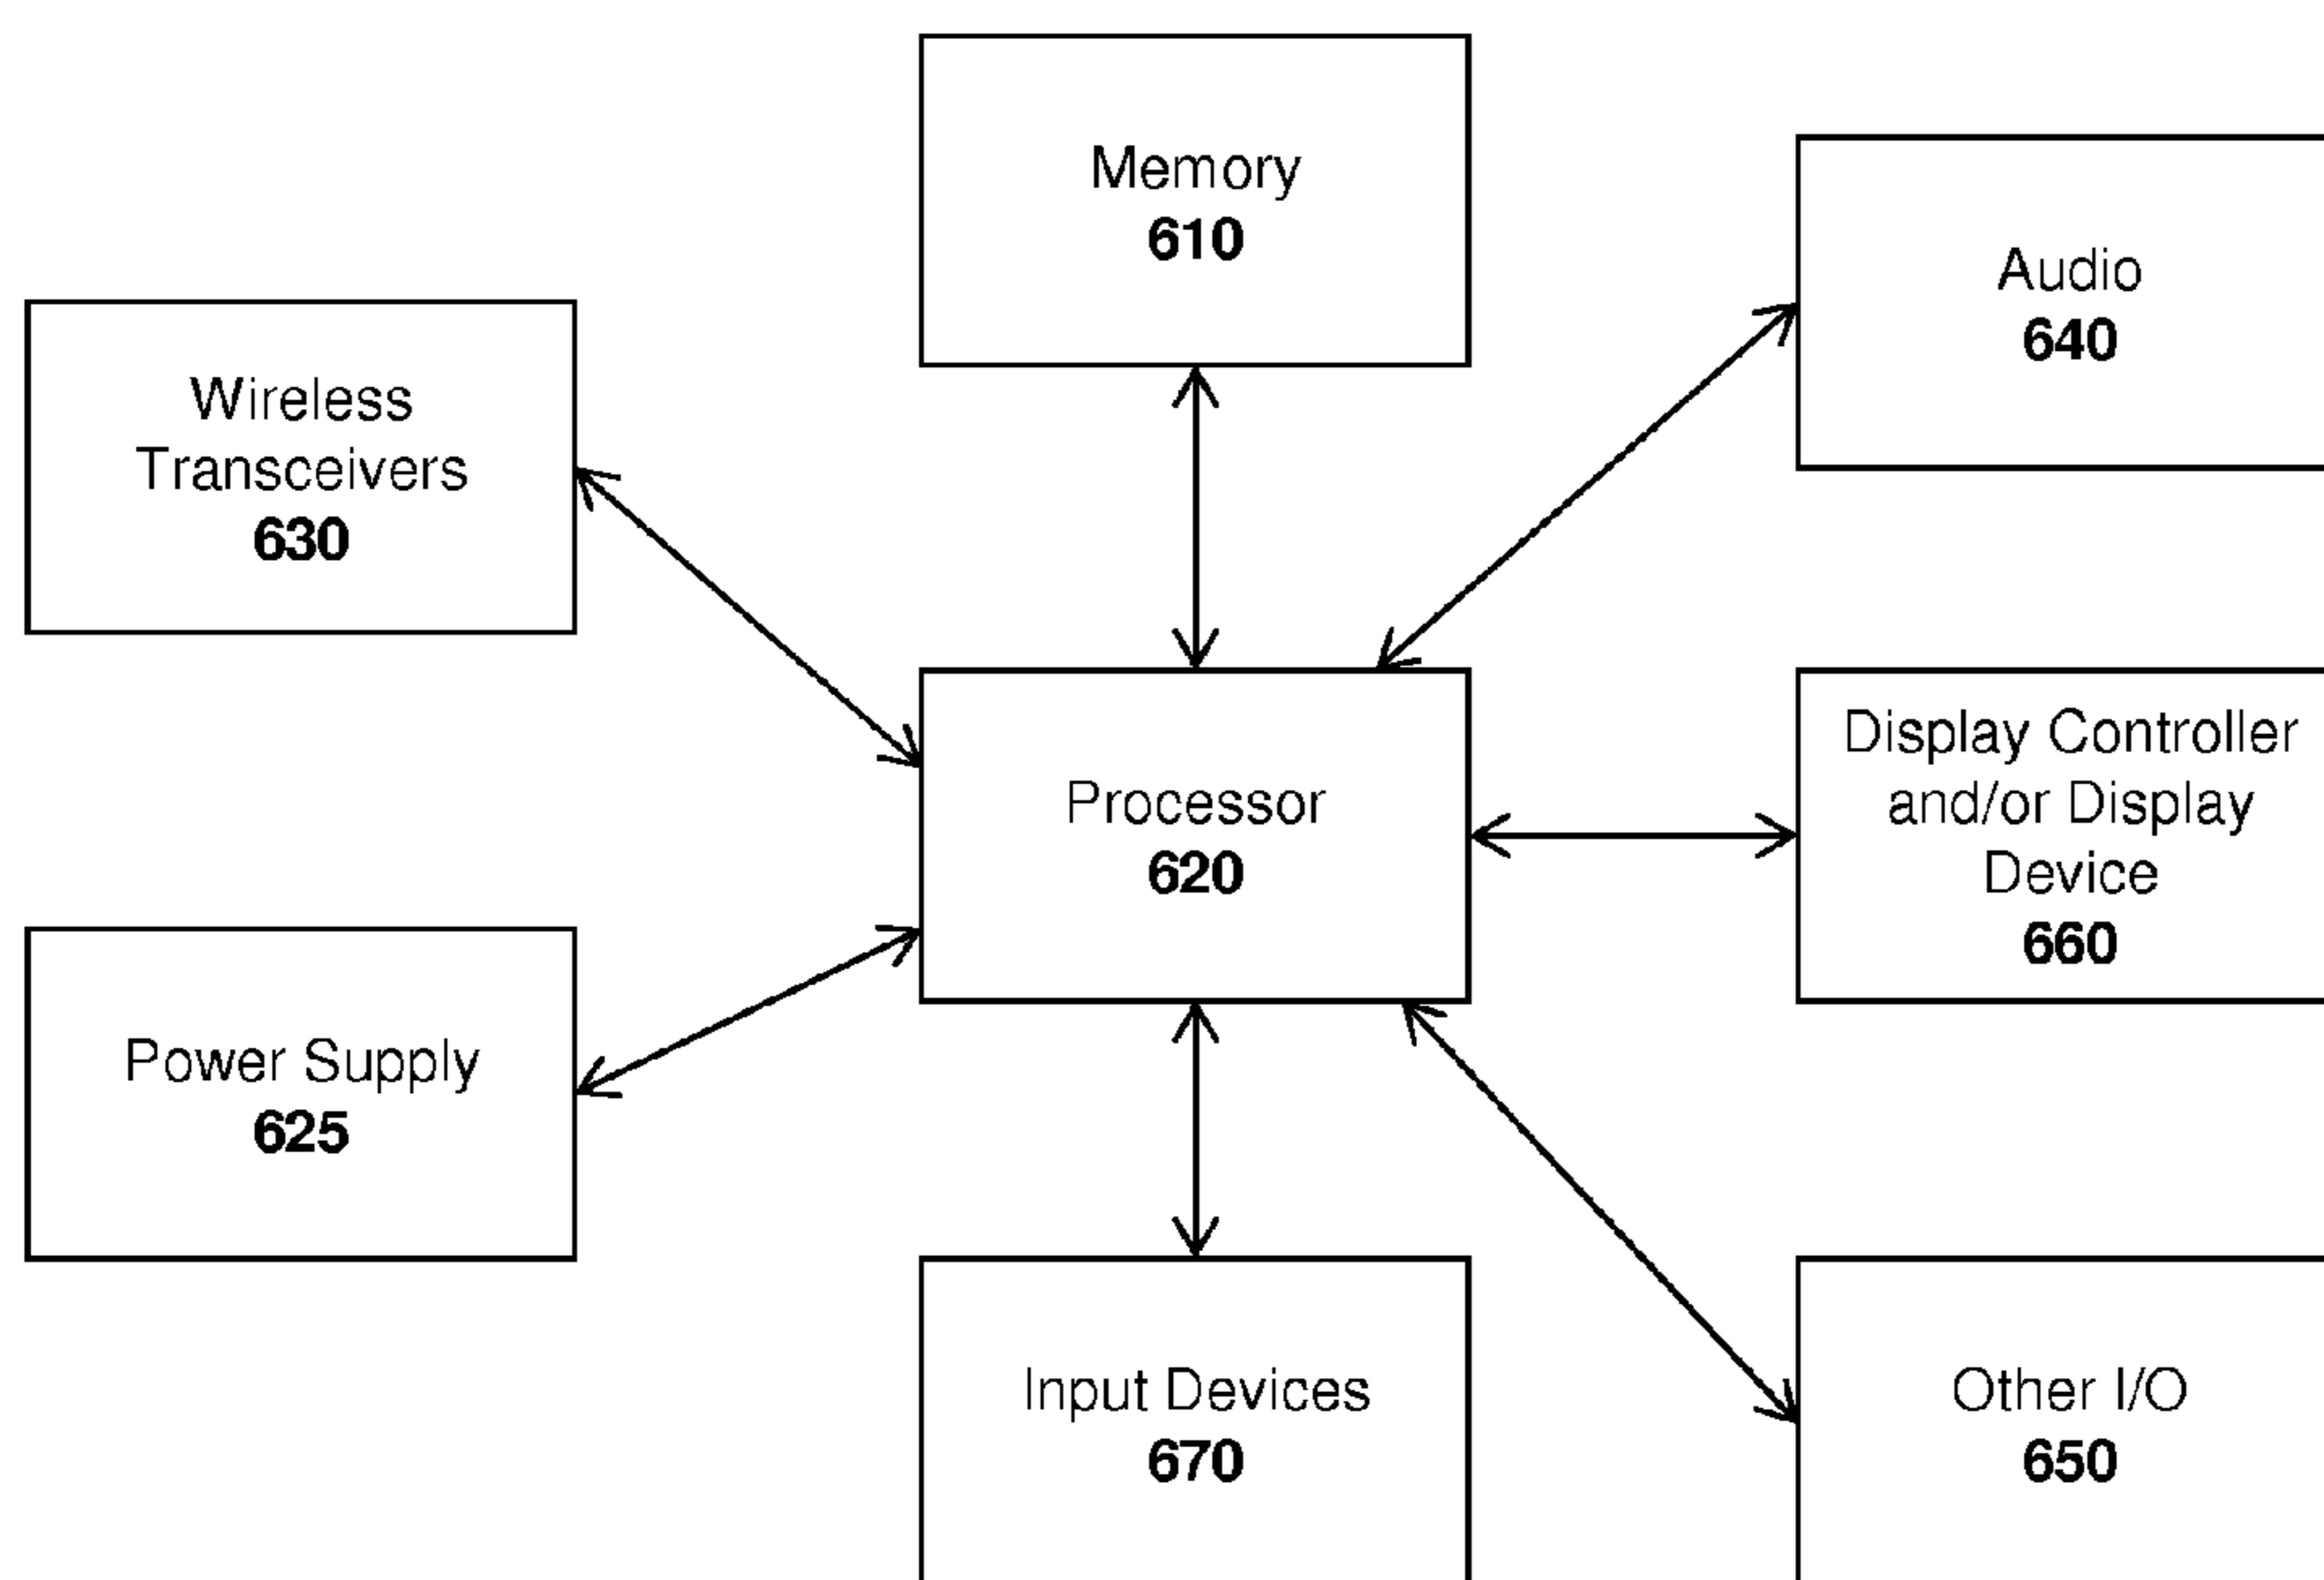 Memory
610
Audio
640
Wireless
Transceivers
630
Processor
620
Display Controller
and/or Display
Device
660
Power Supply
625
Input Devices
670
Other I/O
650